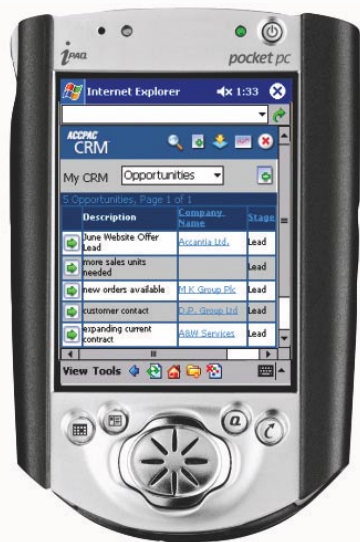 iPAQ
pocket pc
Internet Explorer 1:33
ACCPAC
CRM
My CRM Opportunities
5 Opportunities, Page 1 of 1
Description Company Name Stage
June Website Offer Lead Accantia Ltd. Lead
more sales units needed Lead
new orders available M K Group Plc Lead
customer contact D.P. Group Ltd Lead
expanding current contract A&W Services Lead
View Tools
Q